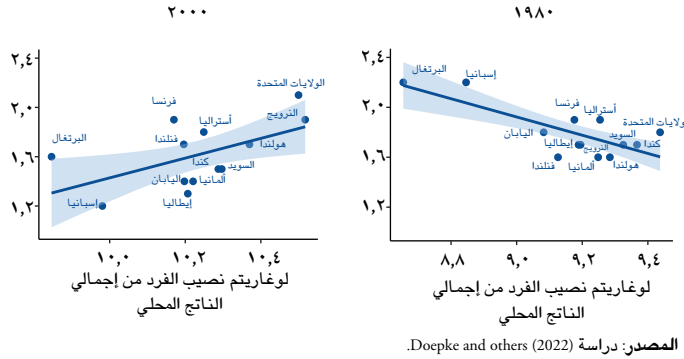 ١٩٨٠
٢,٤
٢,٠
١,٦
١,٢
البرتغال
إسبانيا
فرنسا
أستراليا
اليابان
الولايات المتحدة
السويد
إيطاليا
النرويج
كندا
فنلندا
ألمانيا
هولندا
٨,٨ ٩,٠ ٩,٢ ٩,٤
لوغاريتم نصيب الفرد من إجمالي
الناتج المحلي
٢٠٠٠
٢,٤
٢,٠
١,٦
١,٢
الولايات المتحدة
فرنسا
النرويج
أستراليا
البرتغال
فنلندا
هولندا
كندا
السويد
اليابان
ألمانيا
إسبانيا
إيطاليا
١٠,٠ ١٠,٢ ١٠,٤
لوغاريتم نصيب الفرد من إجمالي
الناتج المحلي
المصدر: دراسة Doepke and others (2022).